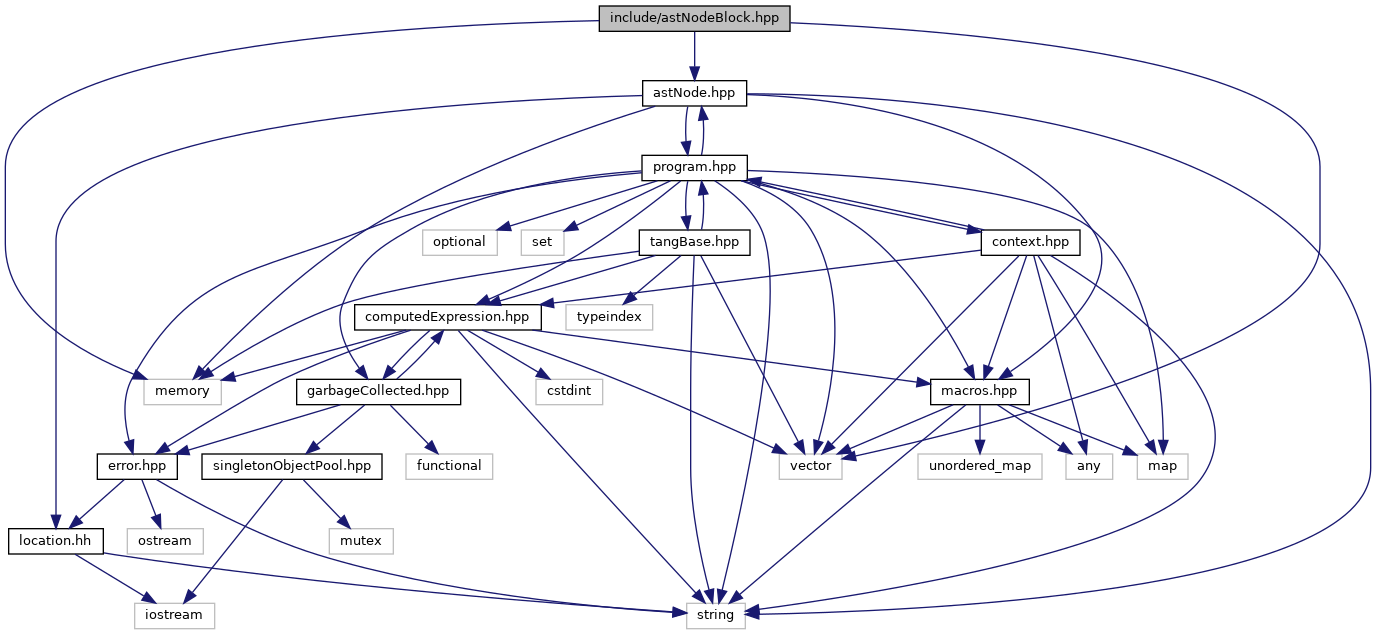 include/astNodeBlock.hpp
astNode.hpp
program.hpp
optional
set
tangBase.hpp
context.hpp
computedExpression.hpp
typeindex
memory
garbageCollected.hpp
cstdint
macros.hpp
error.hpp
singletonObjectPool.hpp
functional
vector
unordered_map
any
map
location.hh
ostream
mutex
iostream
string